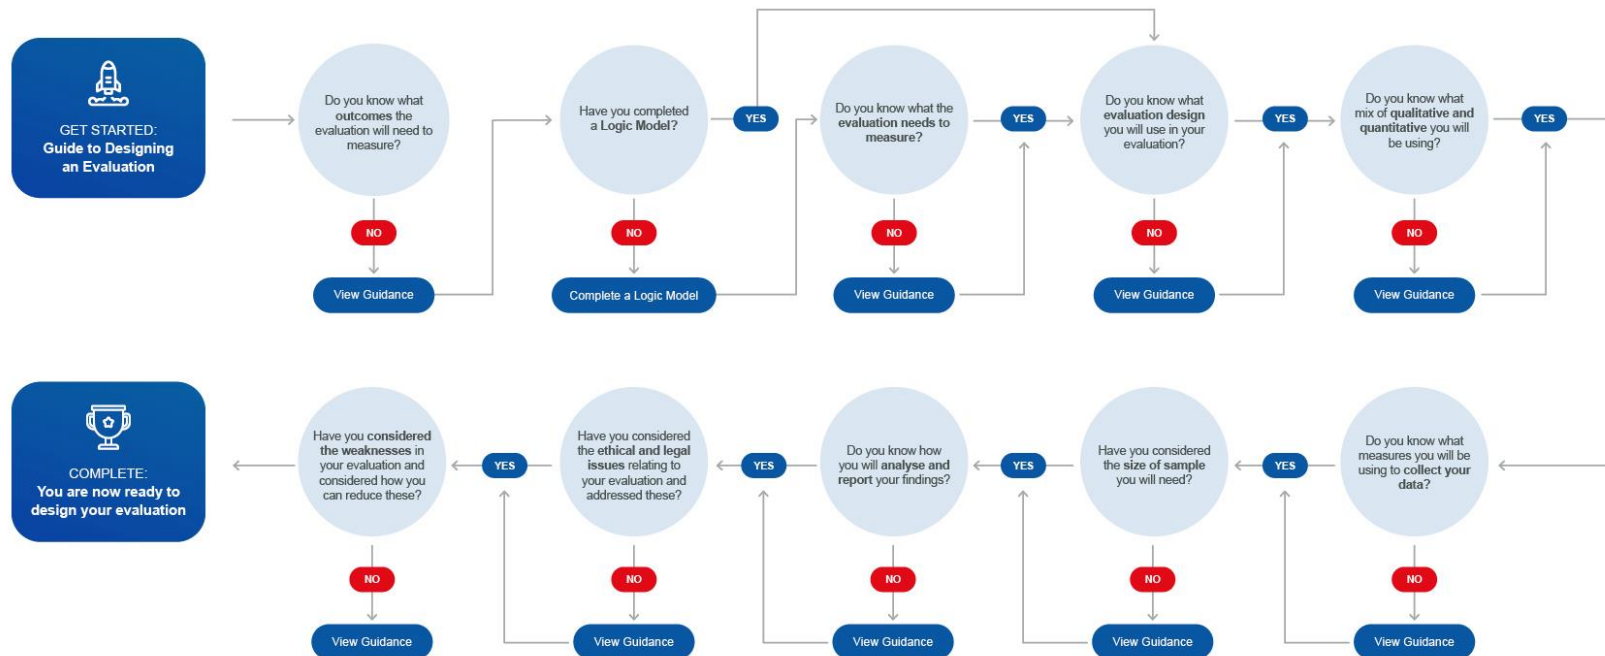 GET STARTED:
Guide to Designing
an Evaluation
Do you know what
outcomes the
evaluation will need to
measure?
NO
View Guidance
Have you completed
a Logic Model?
YES
NO
Complete a Logic Model
Do you know what the
evaluation needs to
measure?
YES
NO
View Guidance
Do you know what
evaluation design
you will use in your
evaluation?
YES
NO
View Guidance
Do you know what
mix of qualitative and
quantitative you will
be using?
YES
NO
View Guidance
Do you know what
measures you will be
using to collect your
data?
NO
View Guidance
YES
Have you considered
the size of sample
you will need?
NO
View Guidance
YES
Do you know how
you will analyse and
report your findings?
NO
View Guidance
YES
Have you considered
the ethical and legal
issues relating to
your evaluation and
addressed these?
NO
View Guidance
YES
Have you considered
the weaknesses in
your evaluation and
considered how you
can reduce these?
NO
View Guidance
COMPLETE:
You are now ready to
design your evaluation